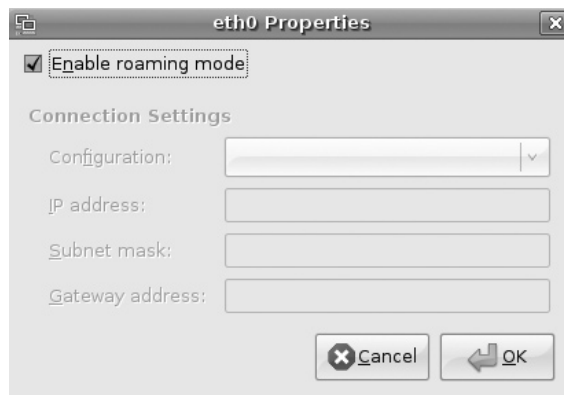 eth0 Properties
Enable roaming mode
Connection Settings
Configuration:
IP address:
Subnet mask:
Gateway address:
Cancel
OK